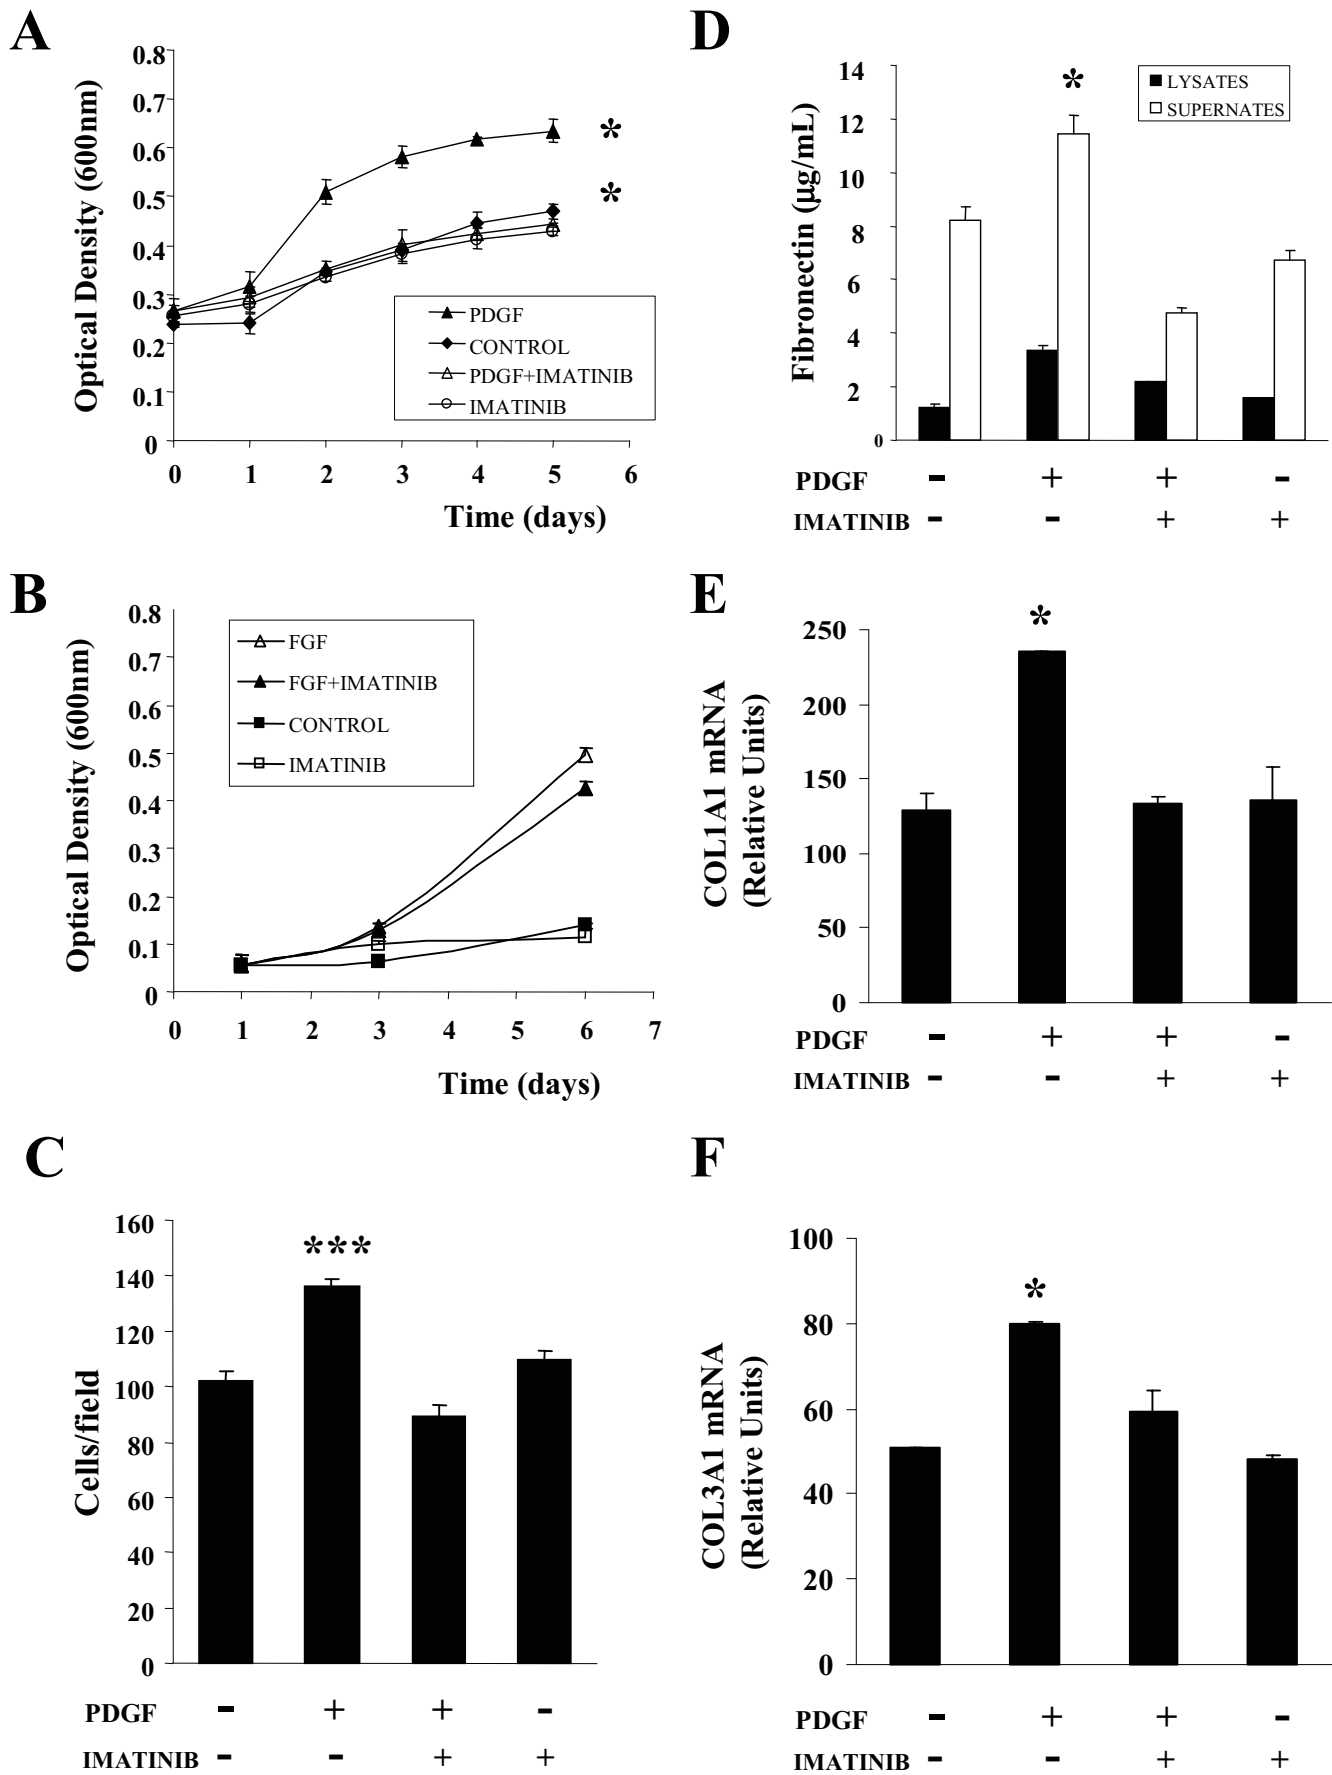 A
0.8
0.7
0.6
0.5
0.4
0.3
0.2
0.1
0
Optical Density (600nm)
*
*
PDGF
CONTROL
PDGF+IMATINIB
IMATINIB
0 1 2 3 4 5 6
Time (days)
B
0.8
0.7
0.6
0.5
0.4
0.3
0.2
0.1
0
Optical Density (600nm)
FGF
FGF+IMATINIB
CONTROL
IMATINIB
0 1 2 3 4 5 6 7
Time (days)
C
160
140
120
100
80
60
40
20
0
Cells/field
***
PDGF - + + -
IMATINIB - - + +
D
14
12
10
8
6
4
2
0
Fibronectin (µg/mL)
*
LYSATES
SUPERNATES
PDGF - + + -
IMATINIB - - + +
E
250
200
150
100
50
0
COL1A1 mRNA
(Relative Units)
*
PDGF - + + -
IMATINIB - - + +
F
100
80
60
40
20
0
COL3A1 mRNA
(Relative Units)
*
PDGF - + + -
IMATINIB - - + +